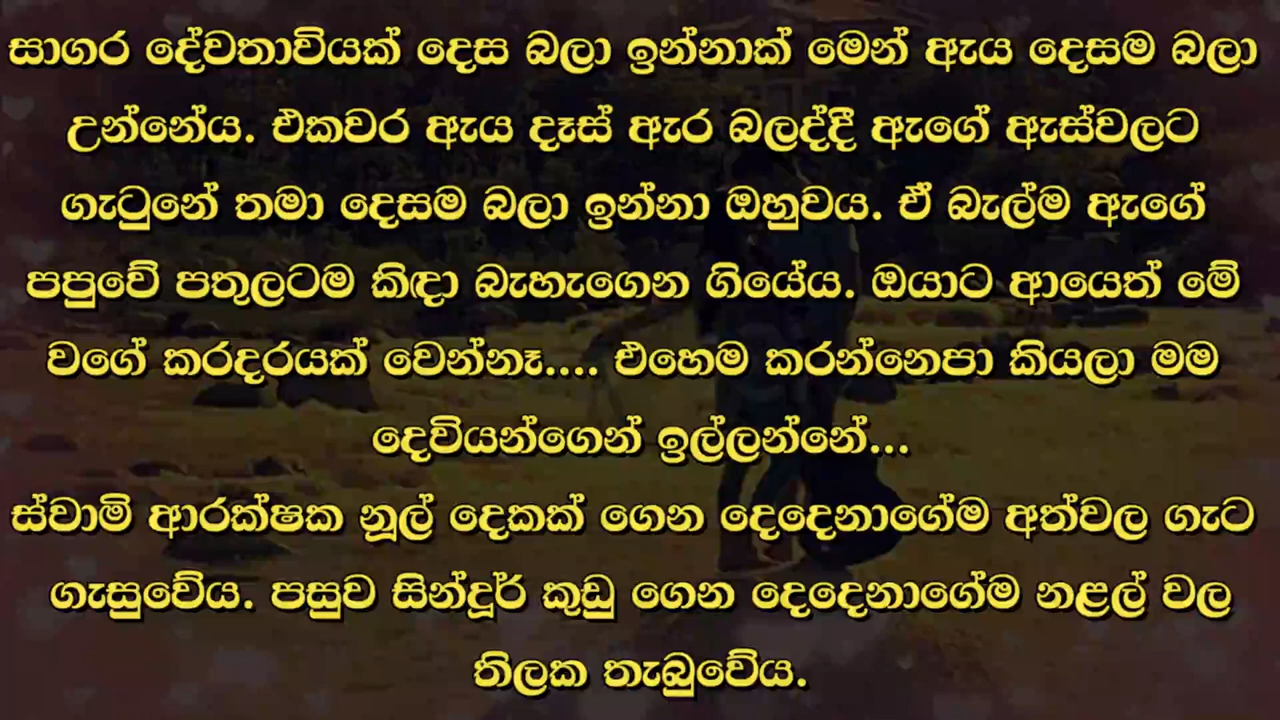 සාගර දේවතාවියක් දෙස බලා ඉන්නාක් මෙන් ඇය දෙසම බලා
උන්නේය. එකවර ඇය දෑස් ඇර බලද්දී ඇගේ ඇස්වලට
ගැටුනේ තමා දෙසම බලා ඉන්නා ඔහුවය. ඒ බැල්ම ඇගේ
පපුවේ පතුලටම කිඳා බැහැගෙන ගියේය. ඔයාට ආයෙත් මේ
වගේ කරදරයක් වෙන්නෑ.... එහෙම කරන්නෙපා කියලා මම
දෙවියන්ගෙන් ඉල්ලන්නේ...
ස්වාමි ආරක්ෂක නූල් දෙකක් ගෙන දෙදෙනාගේම අත්වල ගැට
ගැසුවේය. පසුව සින්දූර් කුඩු ගෙන දෙදෙනාගේම නළල් වල
තිලක තැබුවේය.